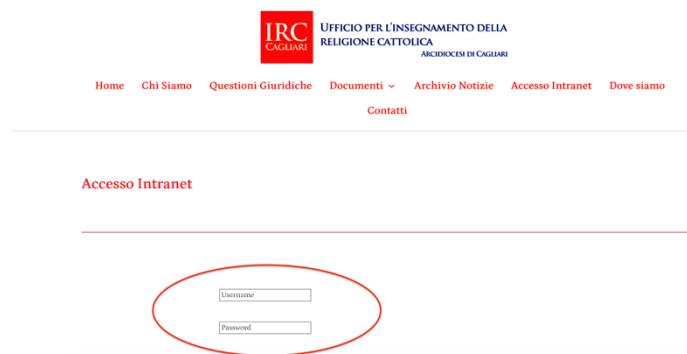 IRC
CAGLIARI
UFFICIO PER L'INSEGNAMENTO DELLA
RELIGIONE CATTOLICA
ARCIDIOCESI DI CAGLIARI
Home Chi Siamo Questioni Giuridiche Documenti Archivio Notizie Accesso Intranet Dove siamo
Contatti
Accesso Intranet
Username
Password